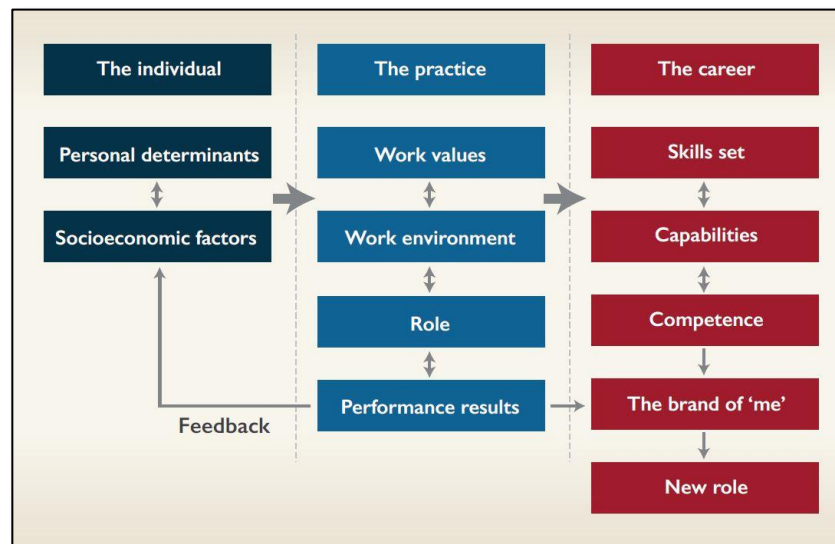 The individual
The practice
The career
Personal determinants
Work values
Skills set
Socioeconomic factors
Work environment
Capabilities
Role
Competence
Performance results
The brand of ‘me’
Feedback
New role